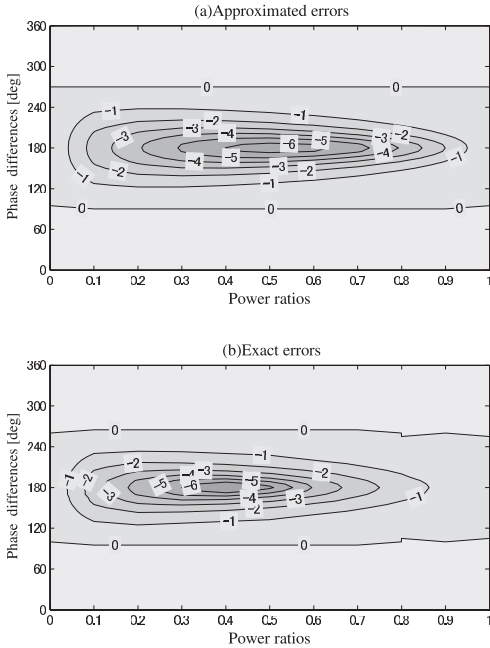 (a)Approximated errors
360
300
240
180
120
60
0
Phase differences [deg]
0 0
-1 -1
-2
-3 -4 -3 -2
-3 -6 -5
-4 -5 -4 -1
-3
-1 -2 -2
-1
0 0 0
0 0.1 0.2 0.3 0.4 0.5 0.6 0.7 0.8 0.9 1
Power ratios
(b)Exact errors
360
300
240
180
120
60
0
Phase differences [deg]
0 0
-1
-2
-4 -3 -2
-1 -2 -5 -5
-3 -6
-4 -3 -1
-2
-1
0 0
0 0.1 0.2 0.3 0.4 0.5 0.6 0.7 0.8 0.9 1
Power ratios